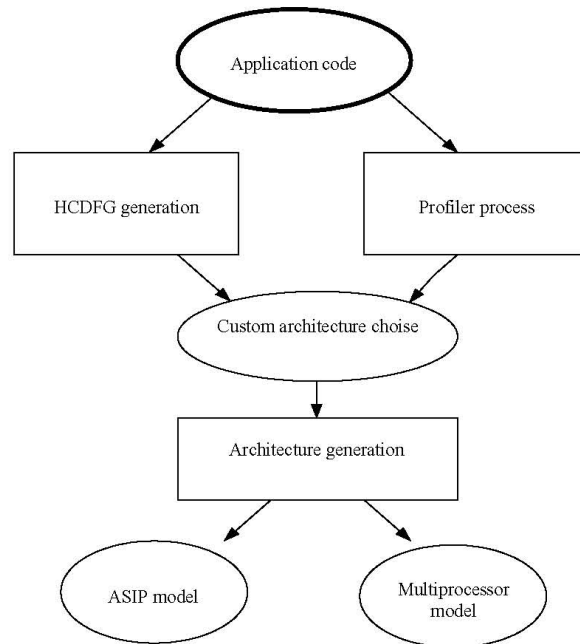 Application code
HCDFG generation
Profiler process
Custom architecture choise
Architecture generation
ASIP model
Multiprocessor
model